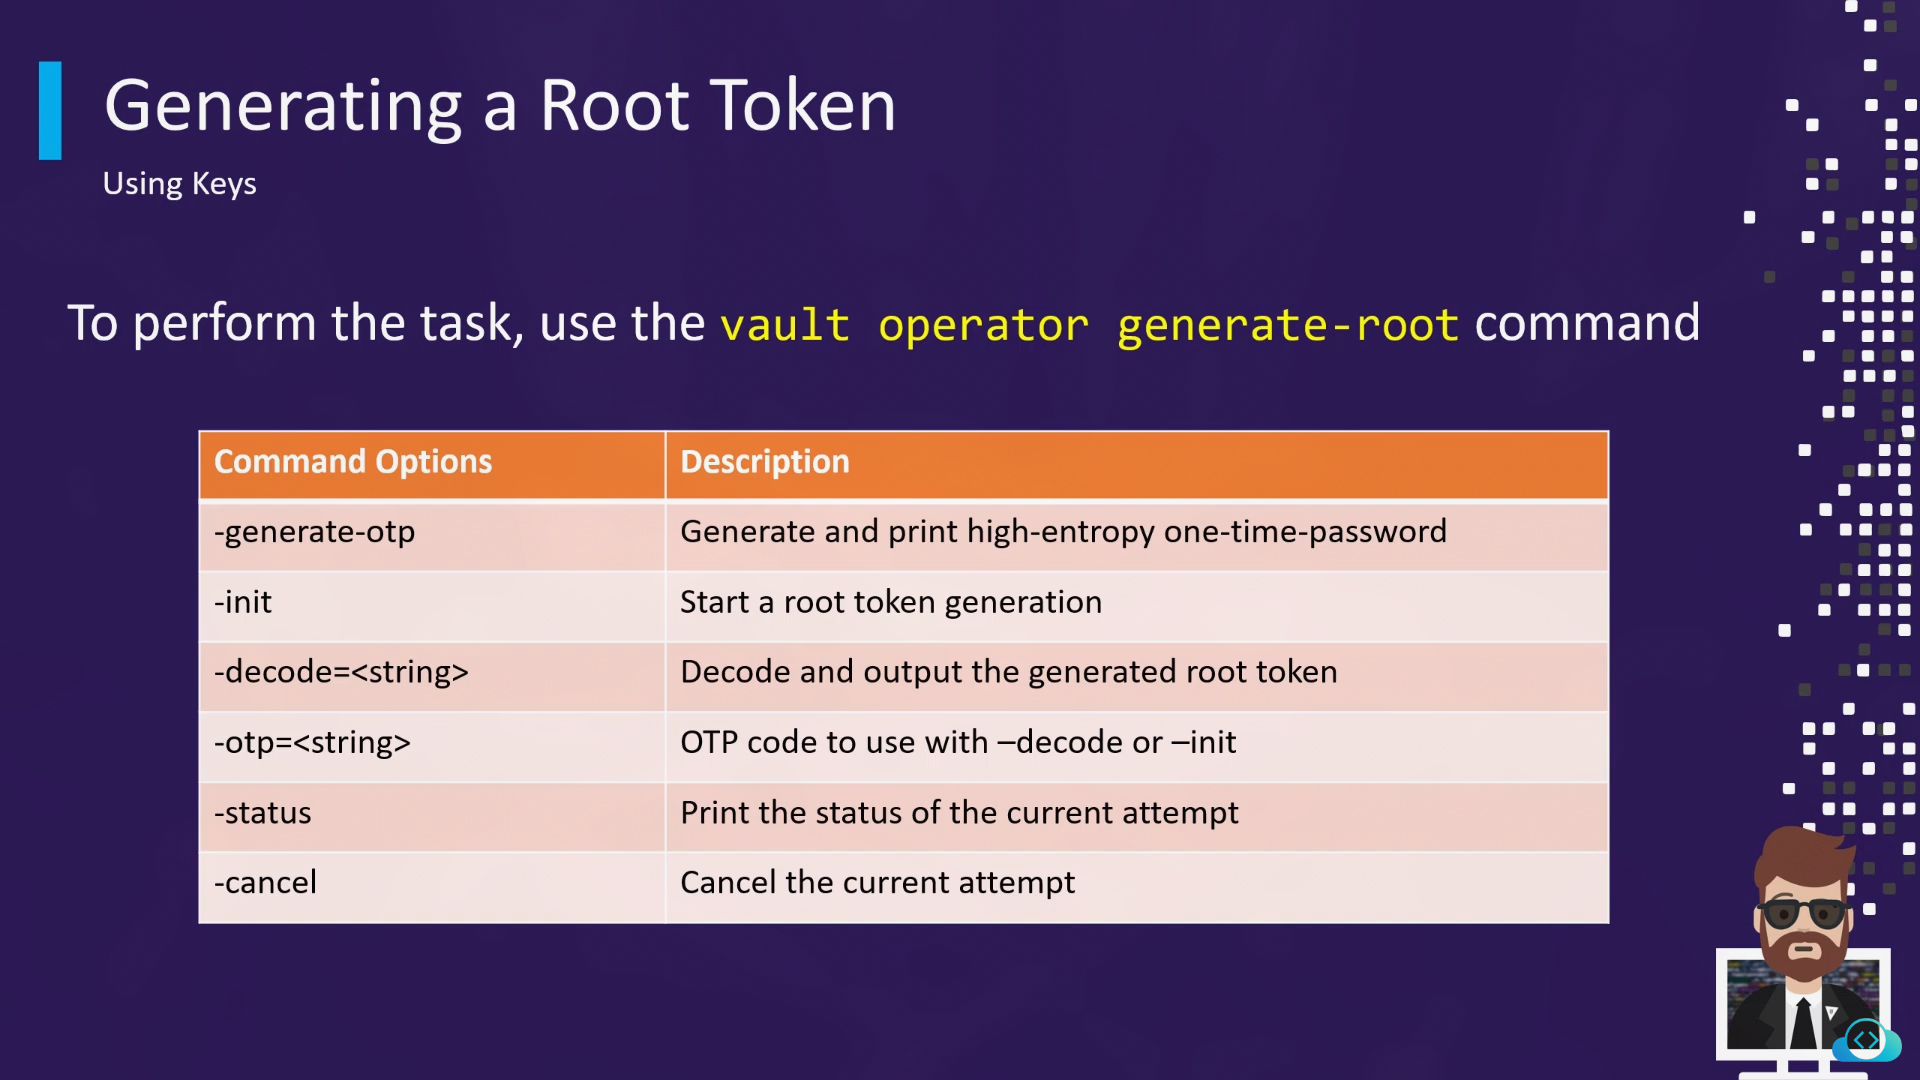 Generating a Root Token
Using Keys
To perform the task, use the vault operator generate-root command
Command Options Description
-generate-otp Generate and print high-entropy one-time-password
-init Start a root token generation
-decode=<string> Decode and output the generated root token
-otp=<string> OTP code to use with –decode or –init
-status Print the status of the current attempt
-cancel Cancel the current attempt